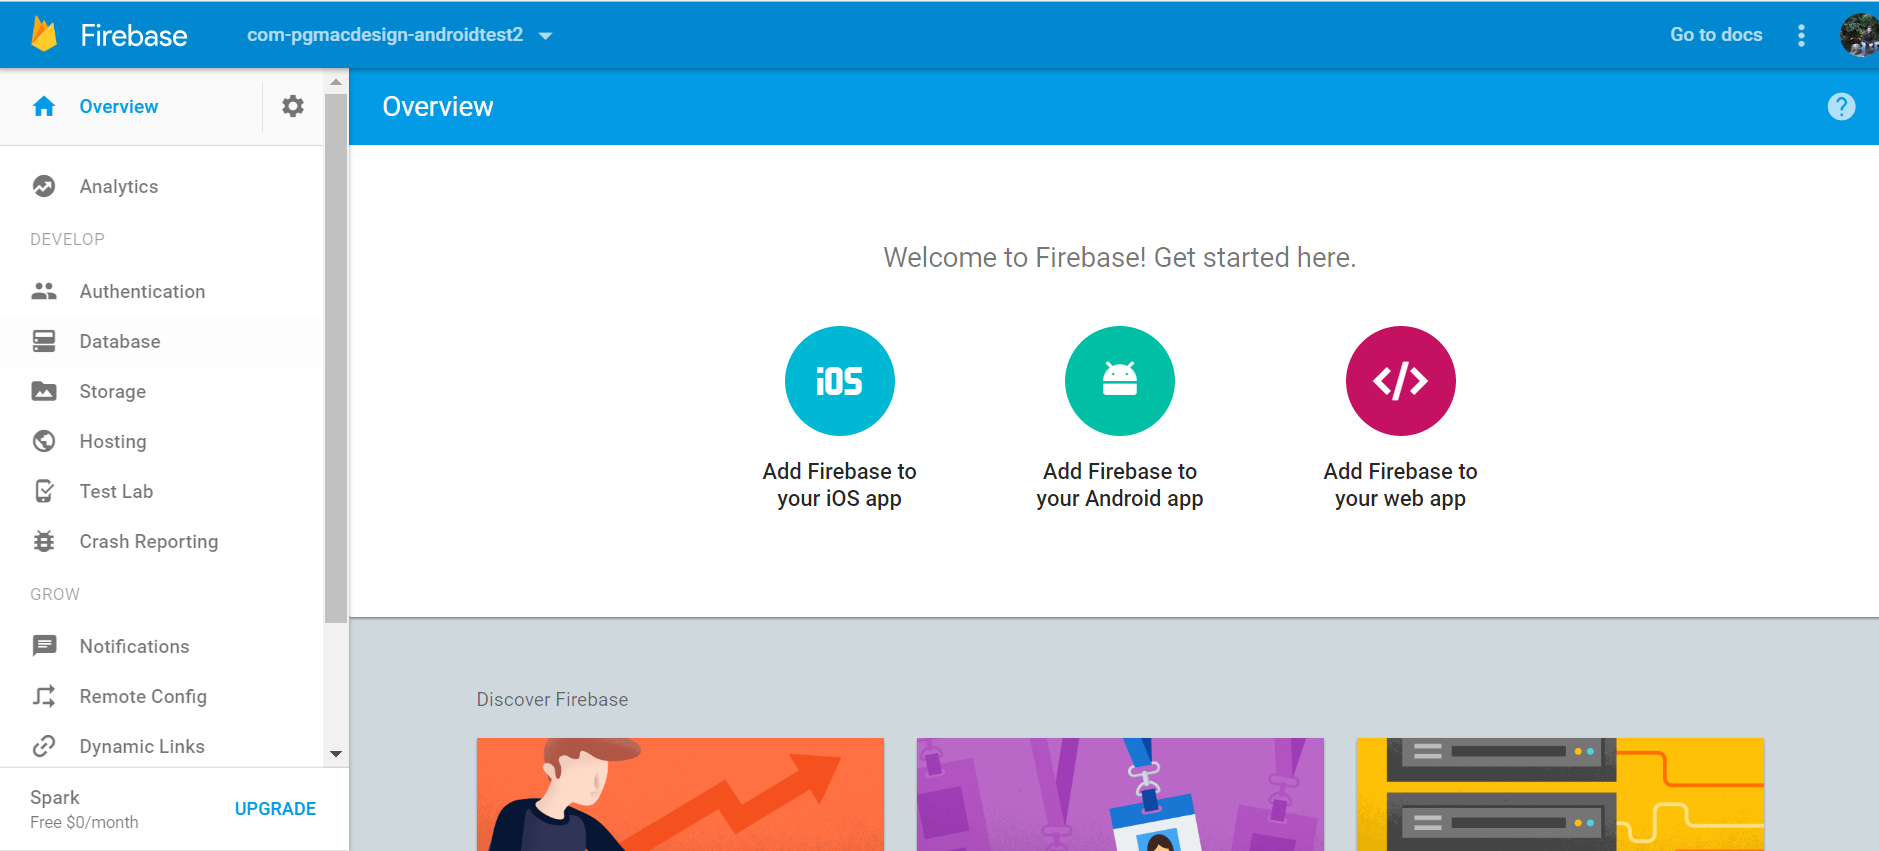 Firebase
com-pgmacdesign-androidtest2
Go to docs
Overview
Overview
?
Analytics
DEVELOP
Authentication
Database
Storage
Hosting
Test Lab
Crash Reporting
GROW
Notifications
Remote Config
Dynamic Links
Spark
Free $0/month
UPGRADE
Welcome to Firebase! Get started here.
iOS
</>
Add Firebase to
your iOS app
Add Firebase to
your Android app
Add Firebase to
your web app
Discover Firebase